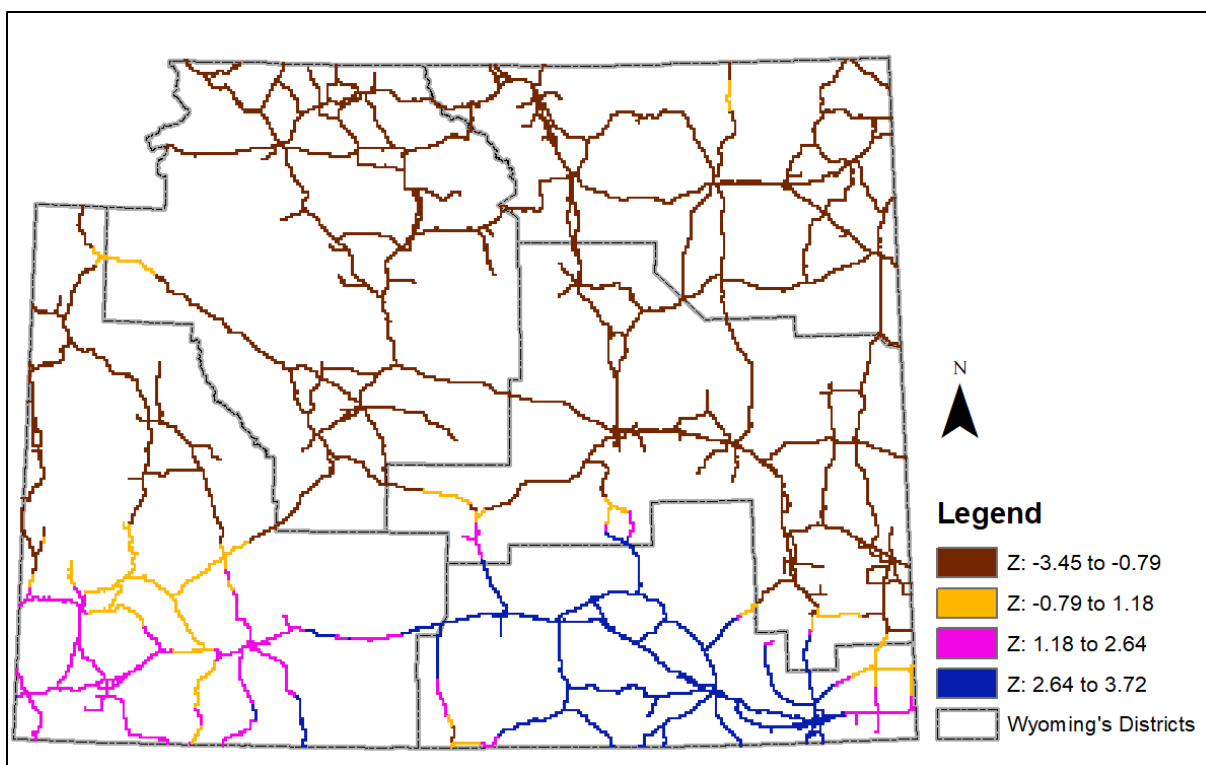 N
Legend
Z: -3.45 to -0.79
Z: -0.79 to 1.18
Z: 1.18 to 2.64
Z: 2.64 to 3.72
Wyoming's Districts